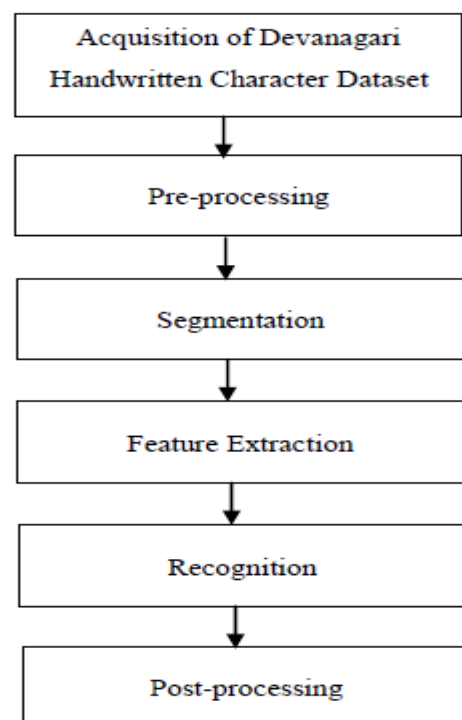 Acquisition of Devanagari
Handwritten Character Dataset
Pre-processing
Segmentation
Feature Extraction
Recognition
Post-processing